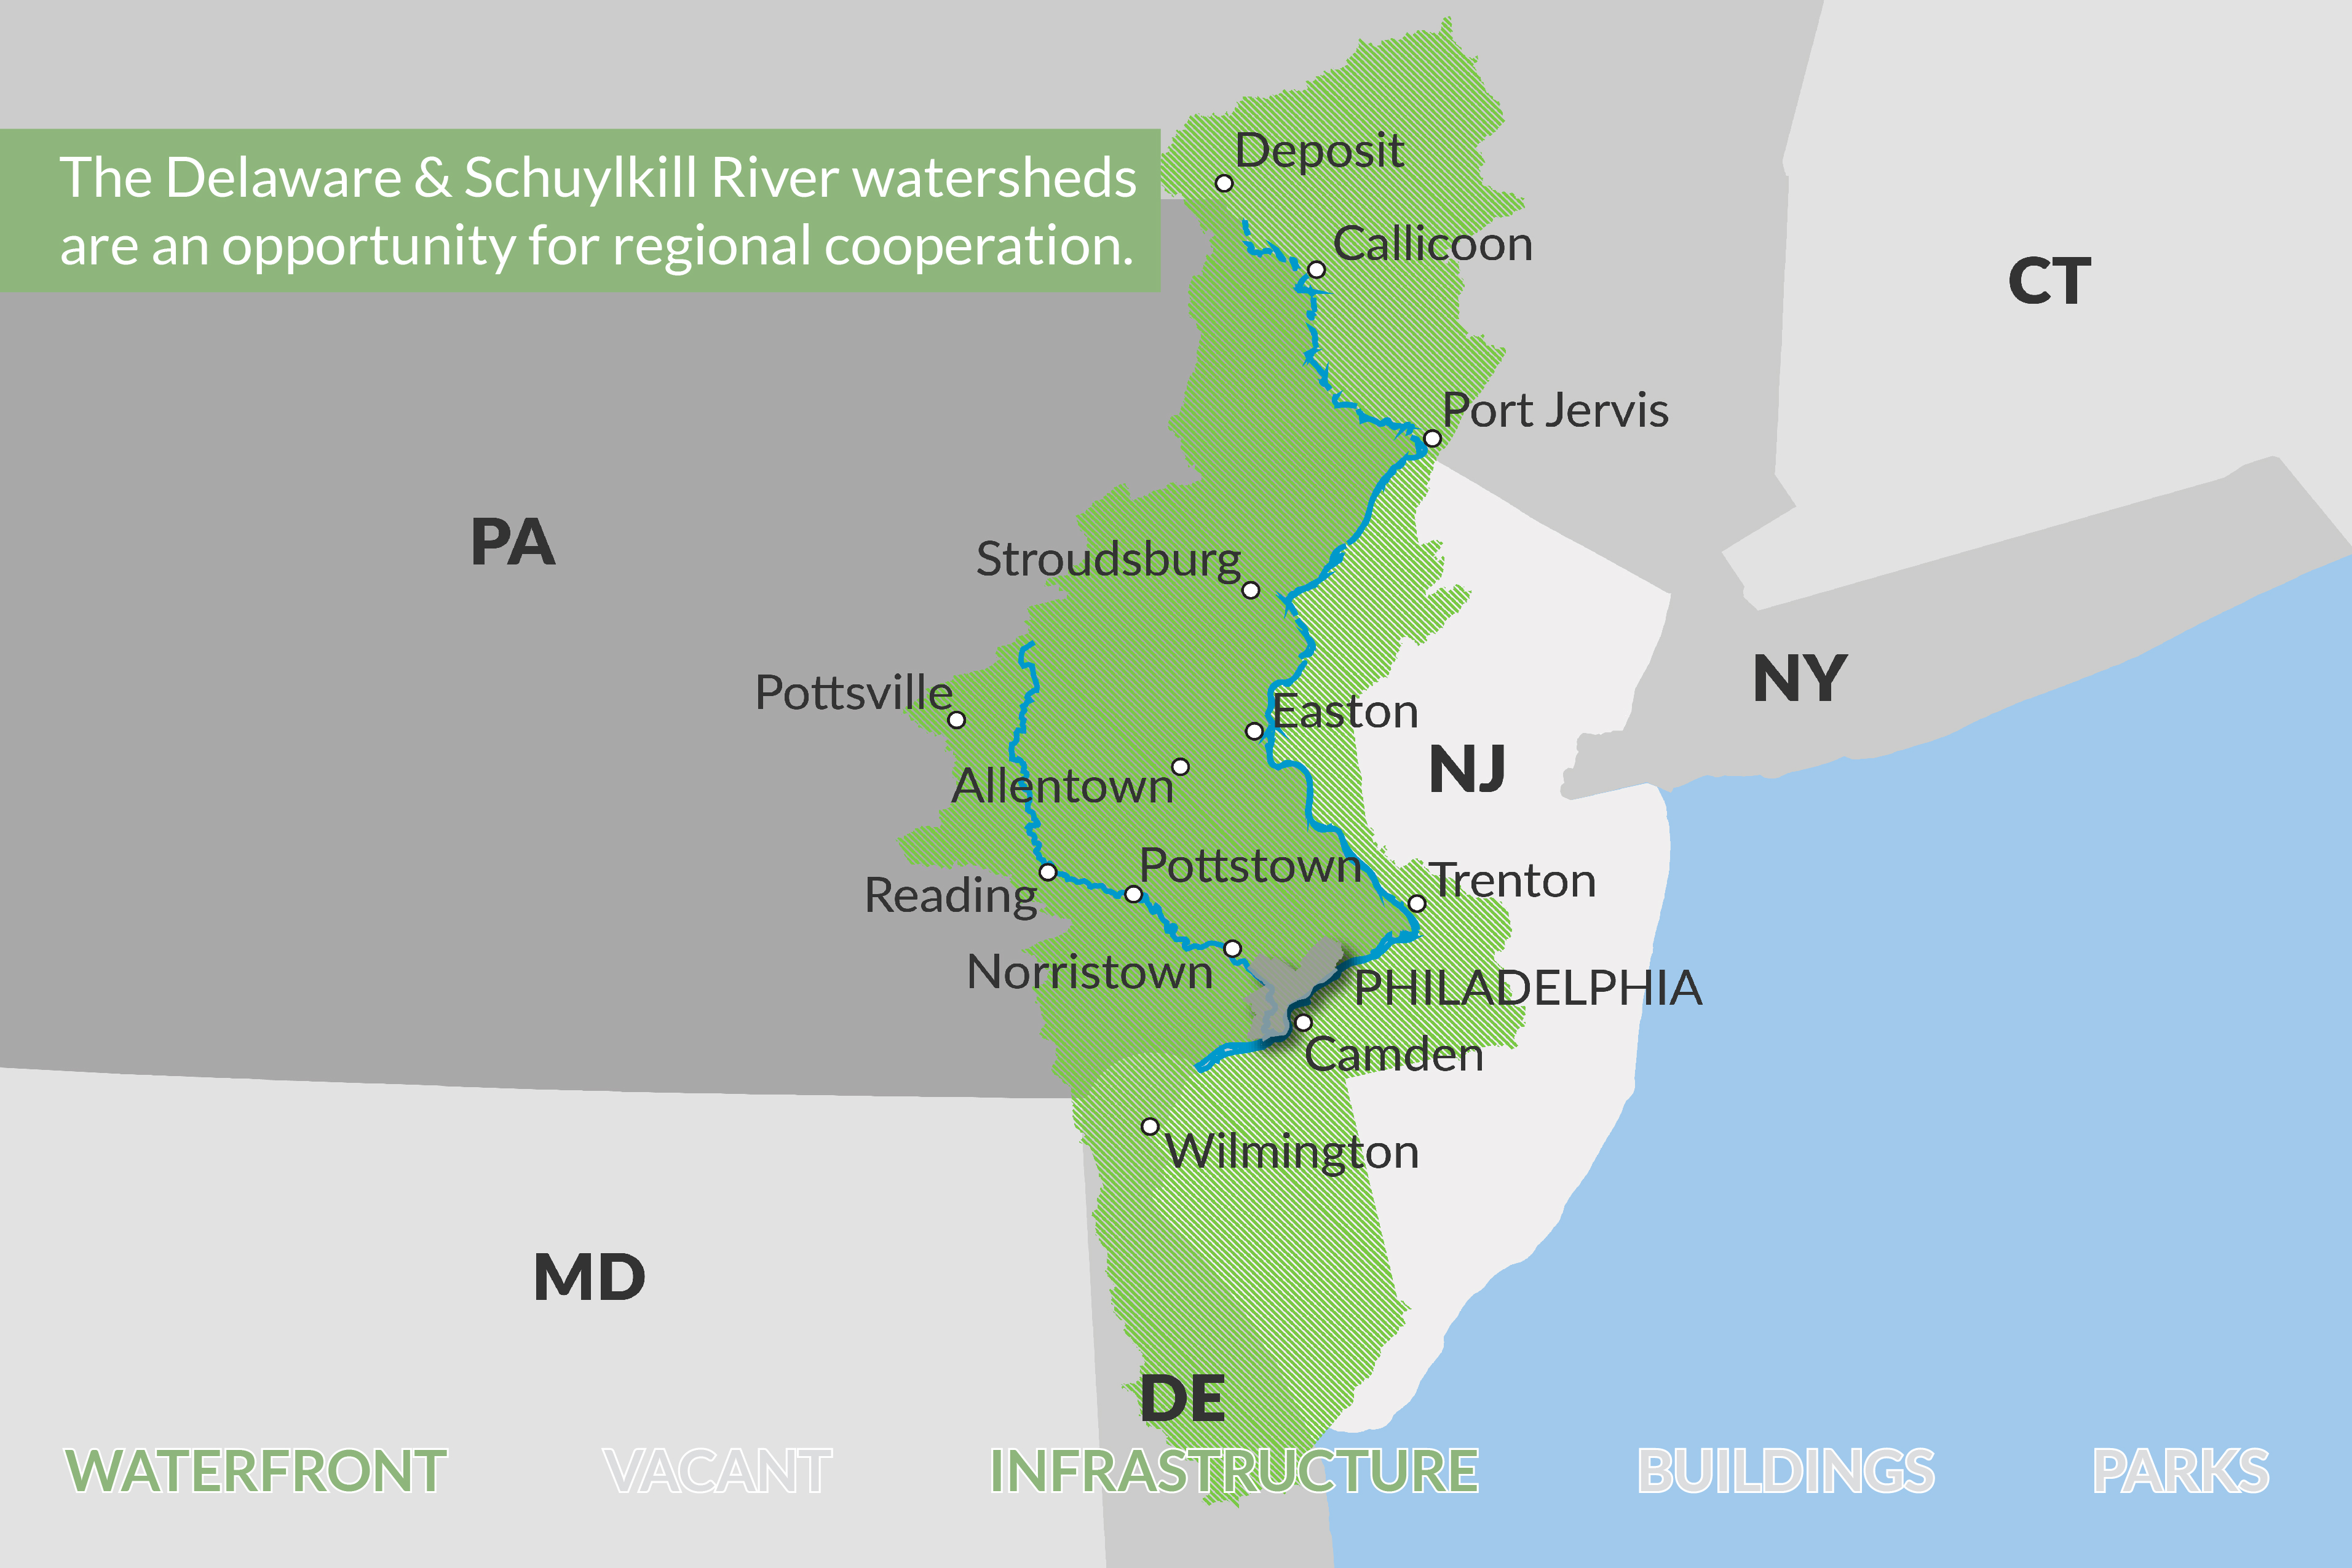 The Delaware & Schuylkill River watersheds
are an opportunity for regional cooperation.
Deposit
Callicoon
CT
Port Jervis
PA
Stroudsburg
NY
Pottsville
Easton
NJ
Allentown
Pottstown
Trenton
Reading
Norristown
PHILADELPHIA
Camden
Wilmington
MD
DE
WATERFRONT VACANT INFRASTRUCTURE BUILDINGS PARKS